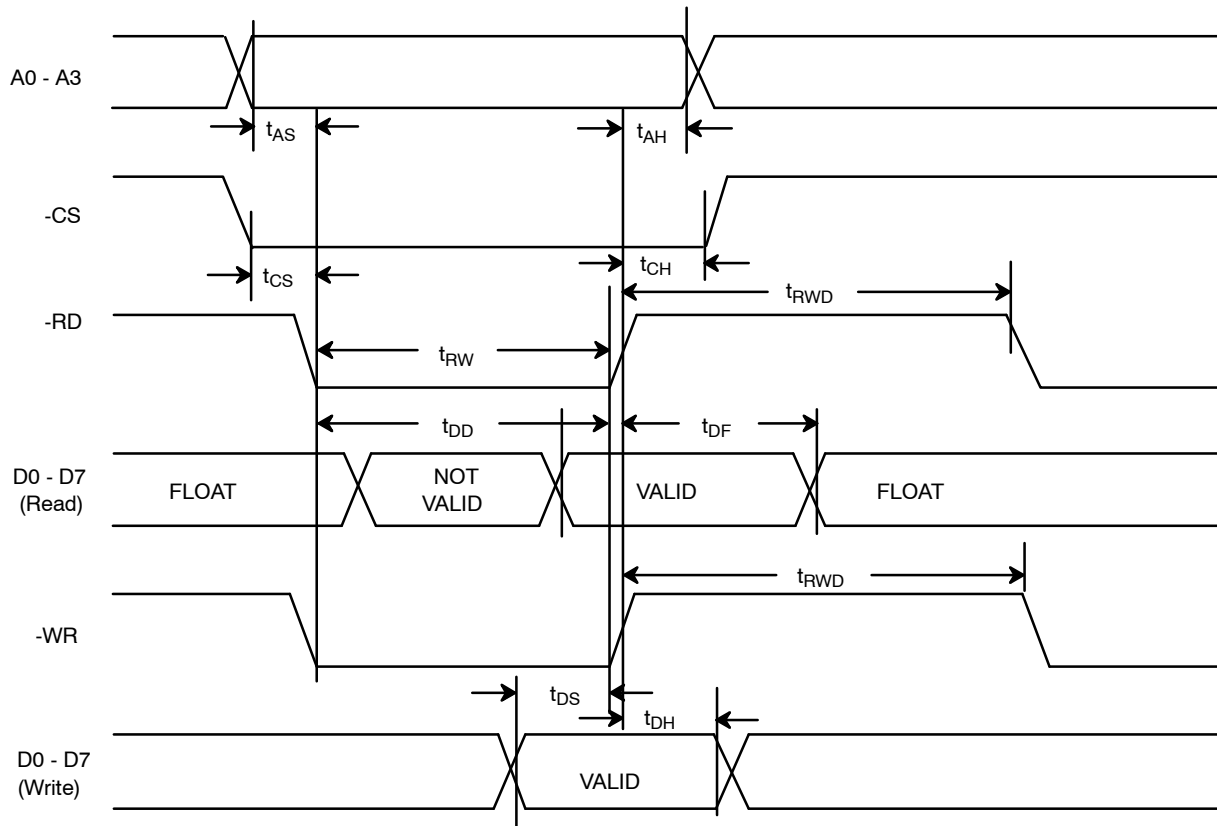 A0 - A3
tAS
tAH
-CS
tCS
tCH
tRWD
-RD
tRW
tDD
tDF
D0 - D7
(Read)
FLOAT
NOT
VALID
VALID
FLOAT
tRWD
-WR
tDS
tDH
D0 - D7
(Write)
VALID